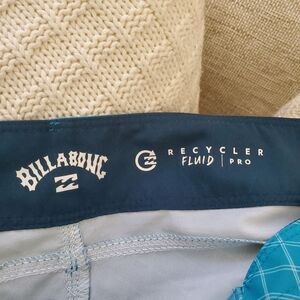 BILLABONG
RECYCLER
FLUID | PRO